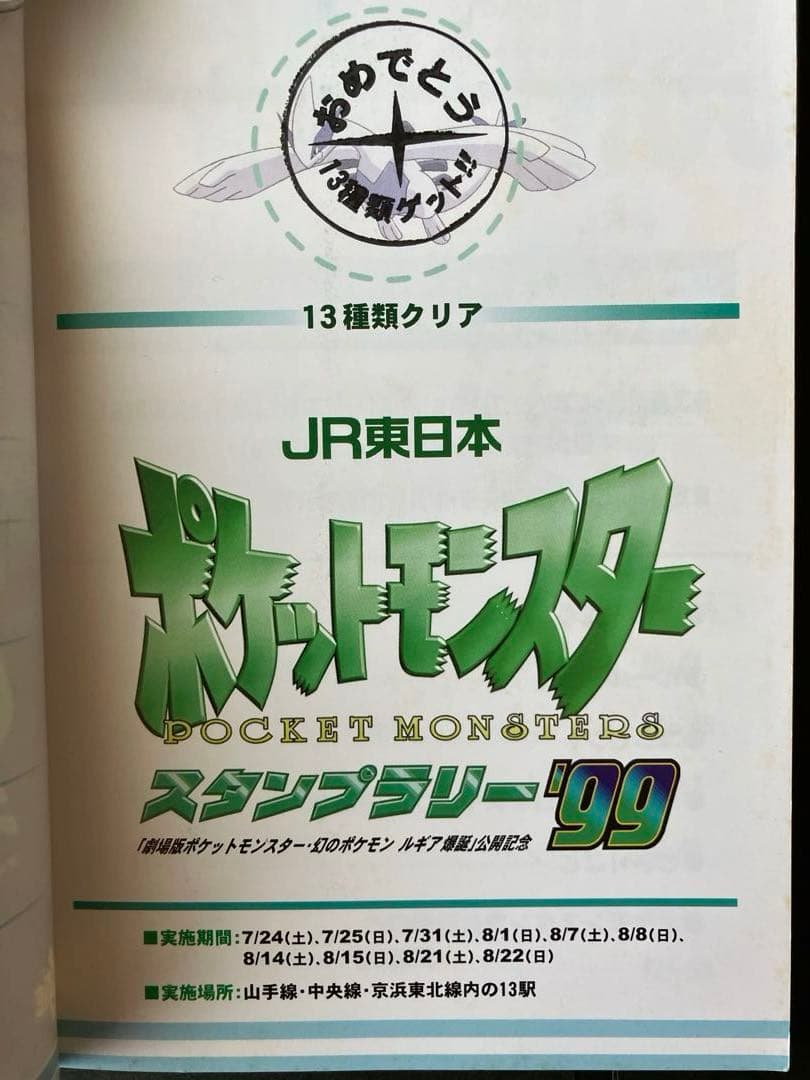 おめでとう
13種類ゲット!!
13種類クリア
JR東日本
ポケットモンスター
POCKET MONSTERS
スタンプラリー'99
「劇場版ポケットモンスター・幻のポケモン ルギア爆誕」公開記念
■実施期間:7/24(土)、7/25(日)、7/31(土)、8/1(日)、8/7(土)、8/8(日)、
8/14(土)、8/15(日)、8/21(土)、8/22(日)
■実施場所:山手線・中央線・京浜東北線内の13駅